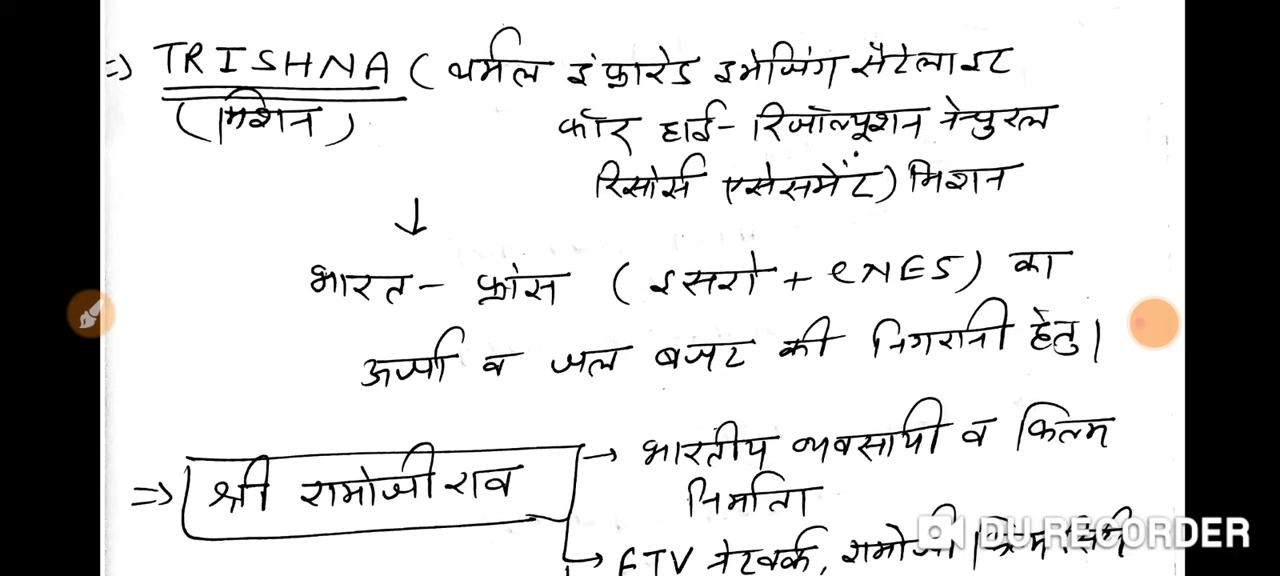 => TRISHNA ( थर्मल इंफ्रारेड इमेजिंग सैटेलाइट
(मिशन) फॉर हाई-रिजॉल्यूशन नेचुरल
रिसोर्स एसेसमेंट) मिशन
↓
भारत - फ्रांस ( इसरो + CNES) का
ऊर्जा व जल बजट की निगरानी हेतु।
=> श्री रामोजी राव → भारतीय व्यवसायी व फिल्म
निर्माता
→ ETV नेटवर्क, रामोजी फिल्म सिटी
DU RECORDER